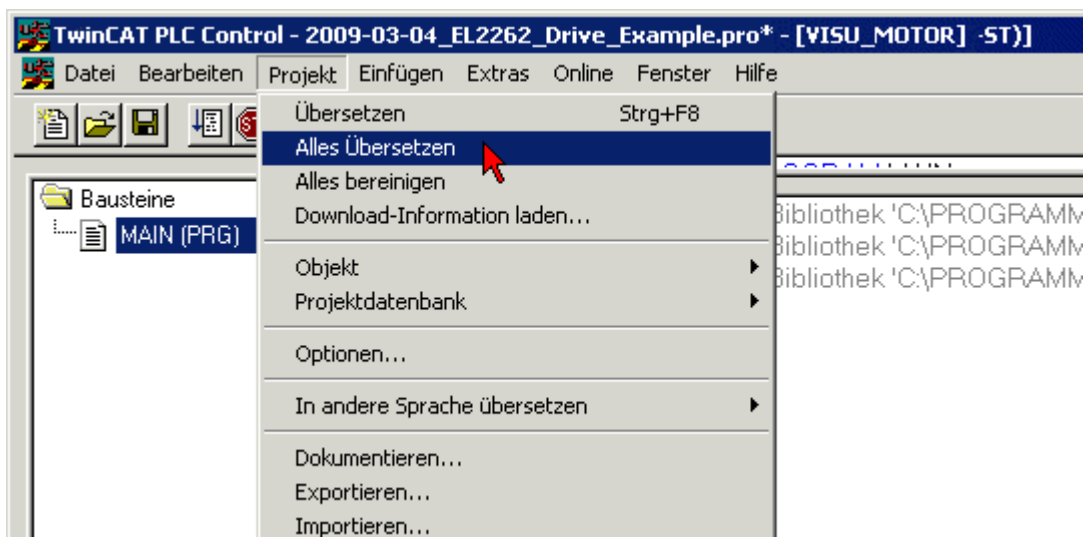 TwinCAT PLC Control - 2009-03-04_EL2262_Drive_Example.pro* - [VISU_MOTOR] -ST)]
Datei Bearbeiten Projekt Einfügen Extras Online Fenster Hilfe
Übersetzen Strg+F8
Alles Übersetzen
Alles bereinigen
Download-Information laden...
Objekt
Projektdatenbank
Optionen...
In andere Sprache übersetzen
Dokumentieren...
Exportieren...
Importieren...
Bausteine
MAIN (PRG)
Bibliothek 'C:\PROGRAMM
Bibliothek 'C:\PROGRAMM
Bibliothek 'C:\PROGRAMM